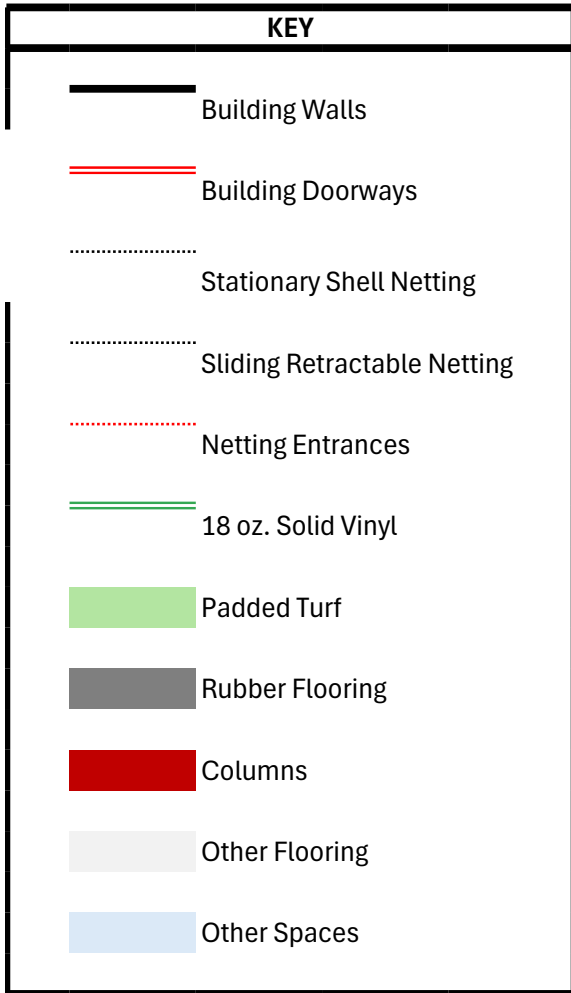 KEY
Building Walls
Building Doorways
Stationary Shell Netting
Sliding Retractable Netting
Netting Entrances
18 oz. Solid Vinyl
Padded Turf
Rubber Flooring
Columns
Other Flooring
Other Spaces